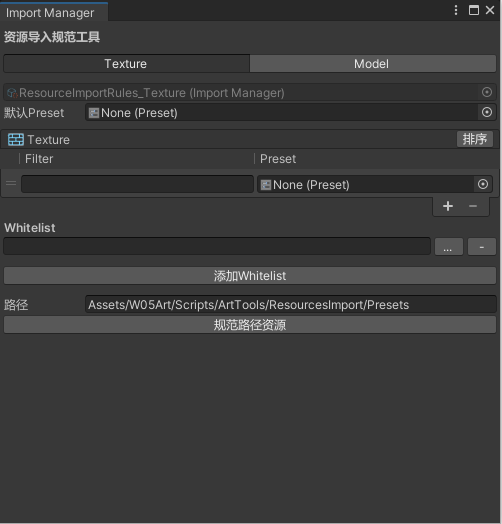 Import Manager
资源导入规范工具
Texture Model
ResourceImportRules_Texture (Import Manager)
默认Preset None (Preset)
Texture 排序
Filter Preset
None (Preset)
+ −
Whitelist
... -
添加Whitelist
路径 Assets/W05Art/Scripts/ArtTools/ResourcesImport/Presets
规范路径资源